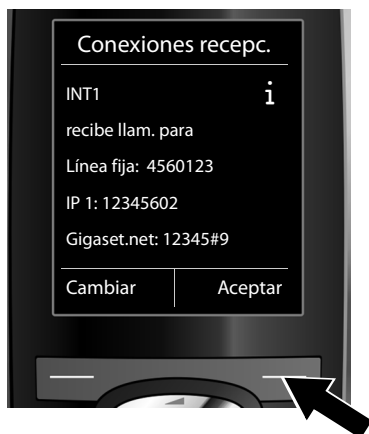 Conexiones recepc.
INT1 i
recibe llam. para
Línea fija: 4560123
IP 1: 12345602
Gigaset.net: 12345#9
Cambiar Aceptar